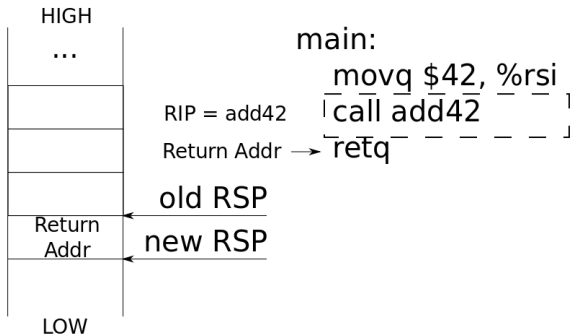 HIGH
...
main:
movq $42, %rsi
call add42
retq
RIP = add42
Return Addr
old RSP
new RSP
Return
Addr
LOW